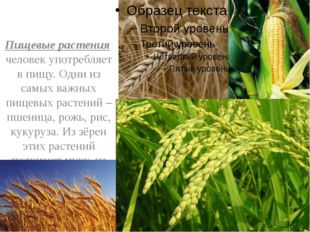 Пищевые растения
человек употребляет
в пищу. Одни из
самых важных
пищевых растений –
пшеница, рожь, рис,
кукуруза. Из зёрен
этих растений
• Образец текста
– Второй уровень
Третий уровень
Четвертый уровень
Пятый уровень